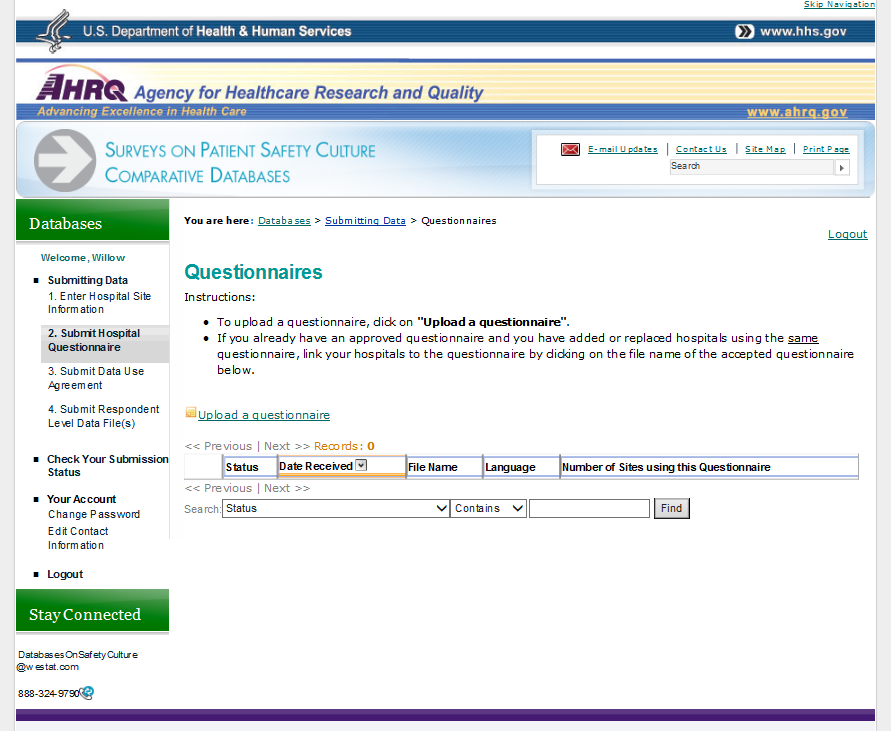 Skip Navigation
U.S. Department of Health & Human Services
www.hhs.gov
AHRQ Agency for Healthcare Research and Quality
Advancing Excellence in Health Care
www.ahrq.gov
SURVEYS ON PATIENT SAFETY CULTURE
COMPARATIVE DATABASES
E-mail Updates | Contact Us | Site Map | Print Page
Search
Databases
You are here: Databases > Submitting Data > Questionnaires
Logout
Welcome, Willow
Submitting Data
1. Enter Hospital Site
Information
2. Submit Hospital
Questionnaire
3. Submit Data Use
Agreement
4. Submit Respondent
Level Data File(s)
Check Your Submission
Status
Your Account
Change Password
Edit Contact
Information
Logout
Stay Connected
DatabasesOnSafetyCulture
@westat.com
888-324-9790
Questionnaires
Instructions:
To upload a questionnaire, click on "Upload a questionnaire".
If you already have an approved questionnaire and you have added or replaced hospitals using the same
questionnaire, link your hospitals to the questionnaire by clicking on the file name of the accepted questionnaire
below.
Upload a questionnaire
<< Previous | Next >> Records: 0
Status Date Received File Name Language Number of Sites using this Questionnaire
<< Previous | Next >>
Search: Status Contains Find